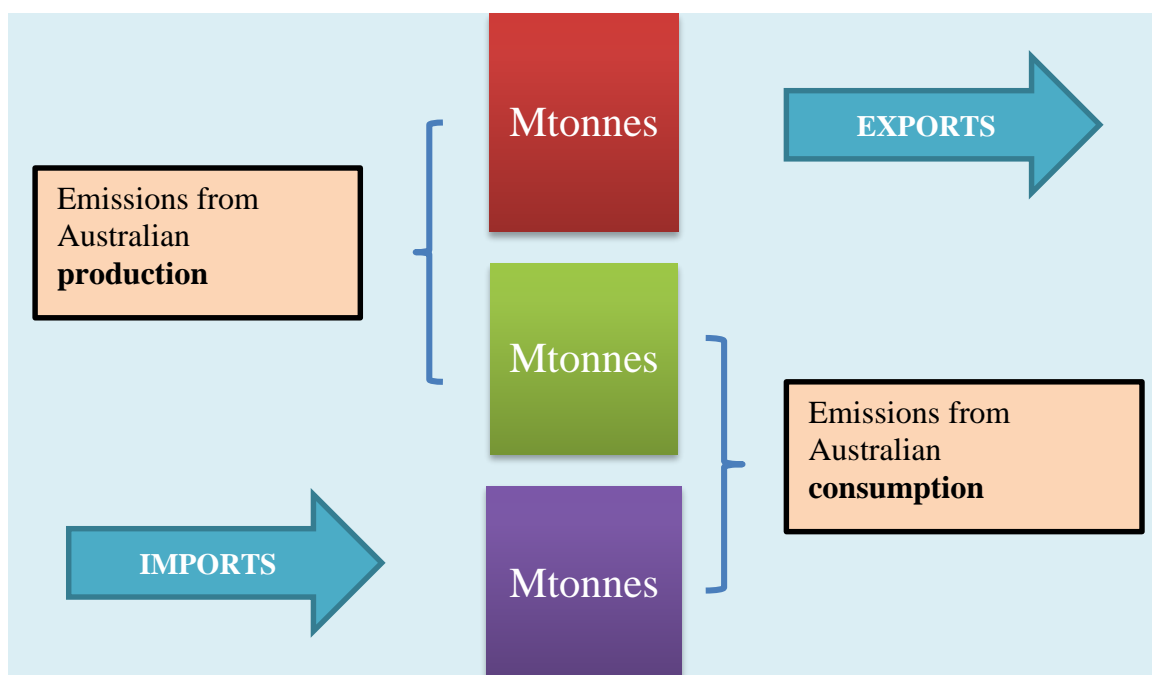 Mtonnes
EXPORTS
Emissions from
Australian
production
Mtonnes
Emissions from
Australian
consumption
IMPORTS
Mtonnes